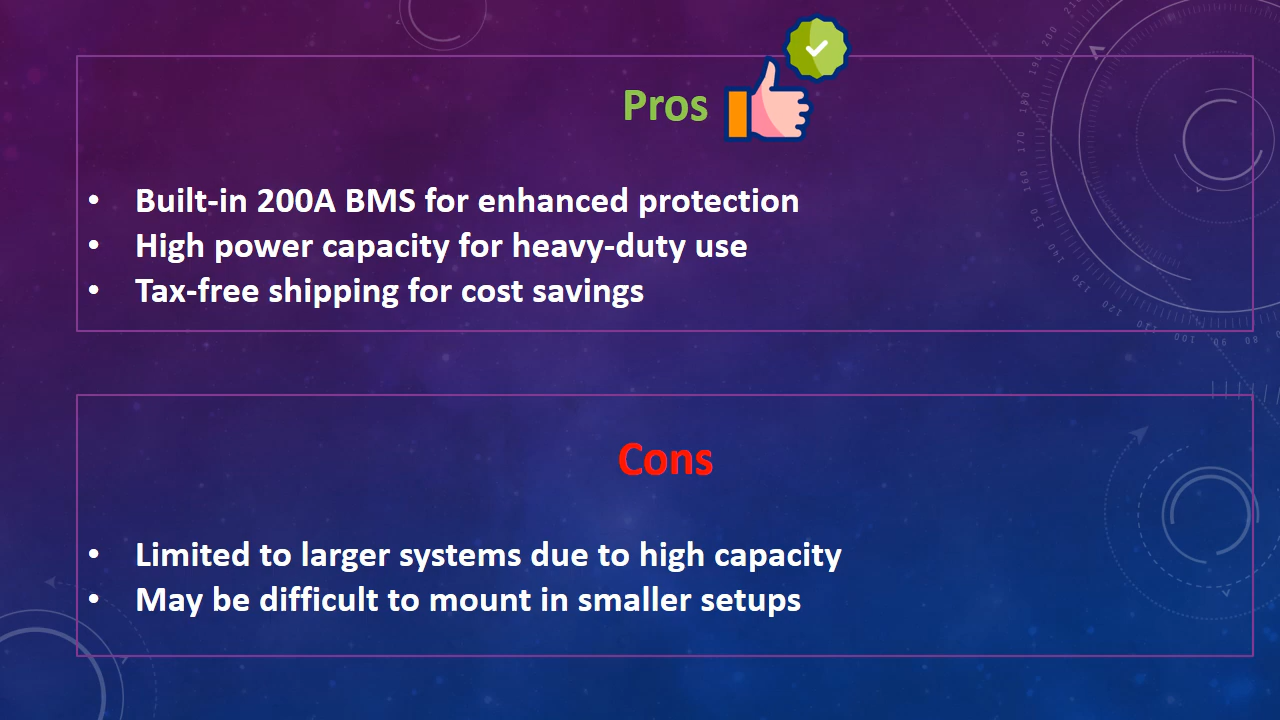 Pros
• Built-in 200A BMS for enhanced protection
• High power capacity for heavy-duty use
• Tax-free shipping for cost savings
Cons
• Limited to larger systems due to high capacity
• May be difficult to mount in smaller setups